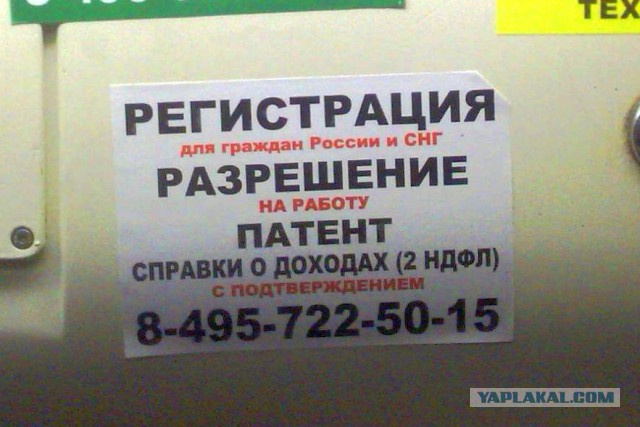 ТЕХ
РЕГИСТРАЦИЯ
для граждан России и СНГ
РАЗРЕШЕНИЕ
НА РАБОТУ
ПАТЕНТ
СПРАВКИ О ДОХОДАХ (2 НДФЛ)
С ПОДТВЕРЖДЕНИЕМ
8-495-722-50-15
YAPLAKAL.COM